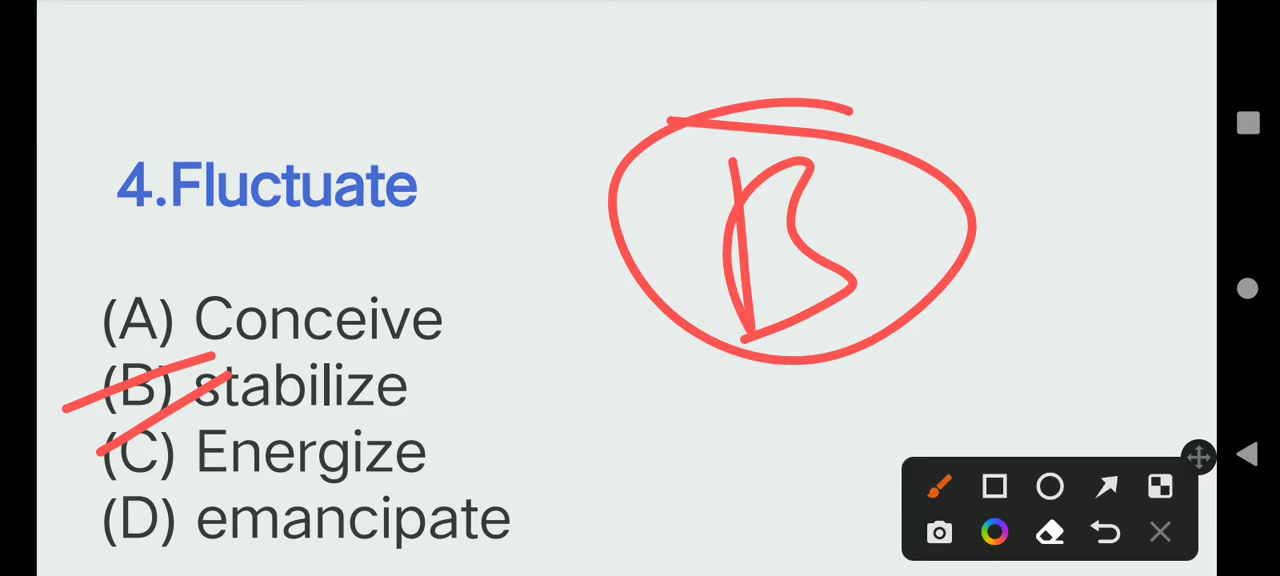 4.Fluctuate
B
(A) Conceive
(B) stabilize
(C) Energize
(D) emancipate